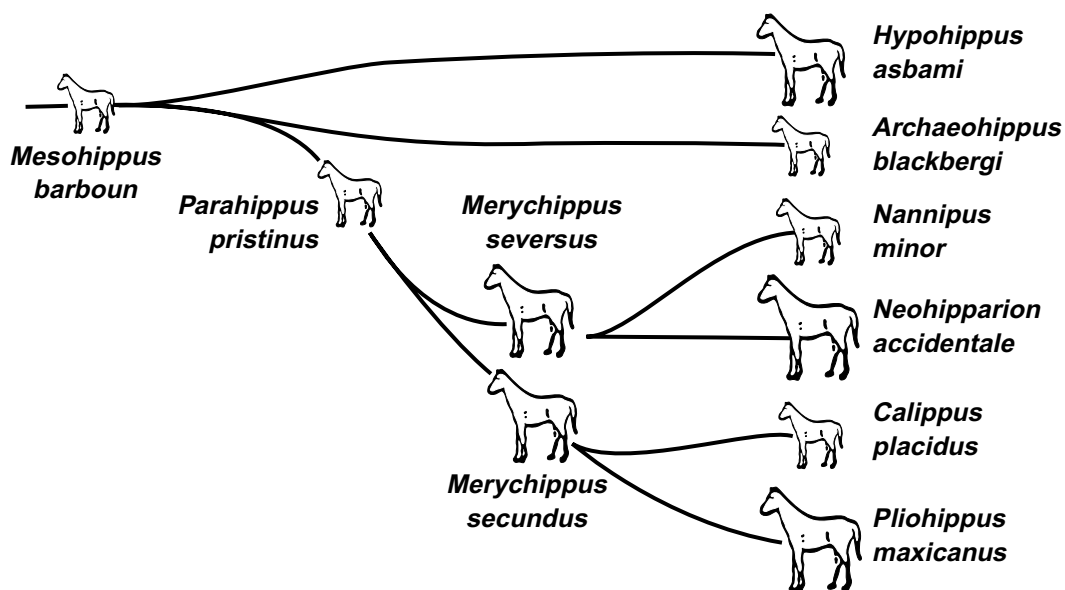 Hypohippus
asbami
Archaeohippus
blackbergi
Mesohippus
barboun
Parahippus
pristinus
Merychippus
seversus
Nannipus
minor
Neohipparion
accidentale
Merychippus
secundus
Calippus
placidus
Pliohippus
maxicanus